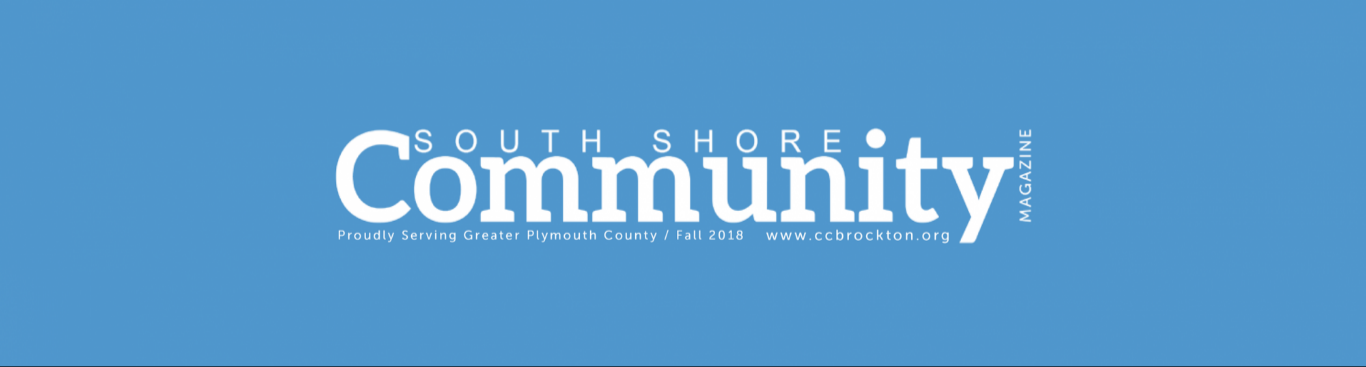 SOUTH SHORE
Community
MAGAZINE
Proudly Serving Greater Plymouth County / Fall 2018 www.ccbrockton.org